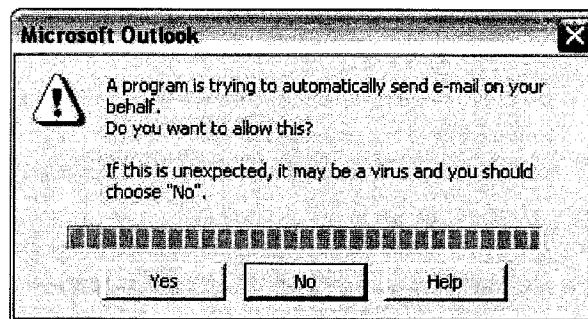 Microsoft Outlook
A program is trying to automatically send e-mail on your
behalf.
Do you want to allow this?
If this is unexpected, it may be a virus and you should
choose "No".
Yes No Help